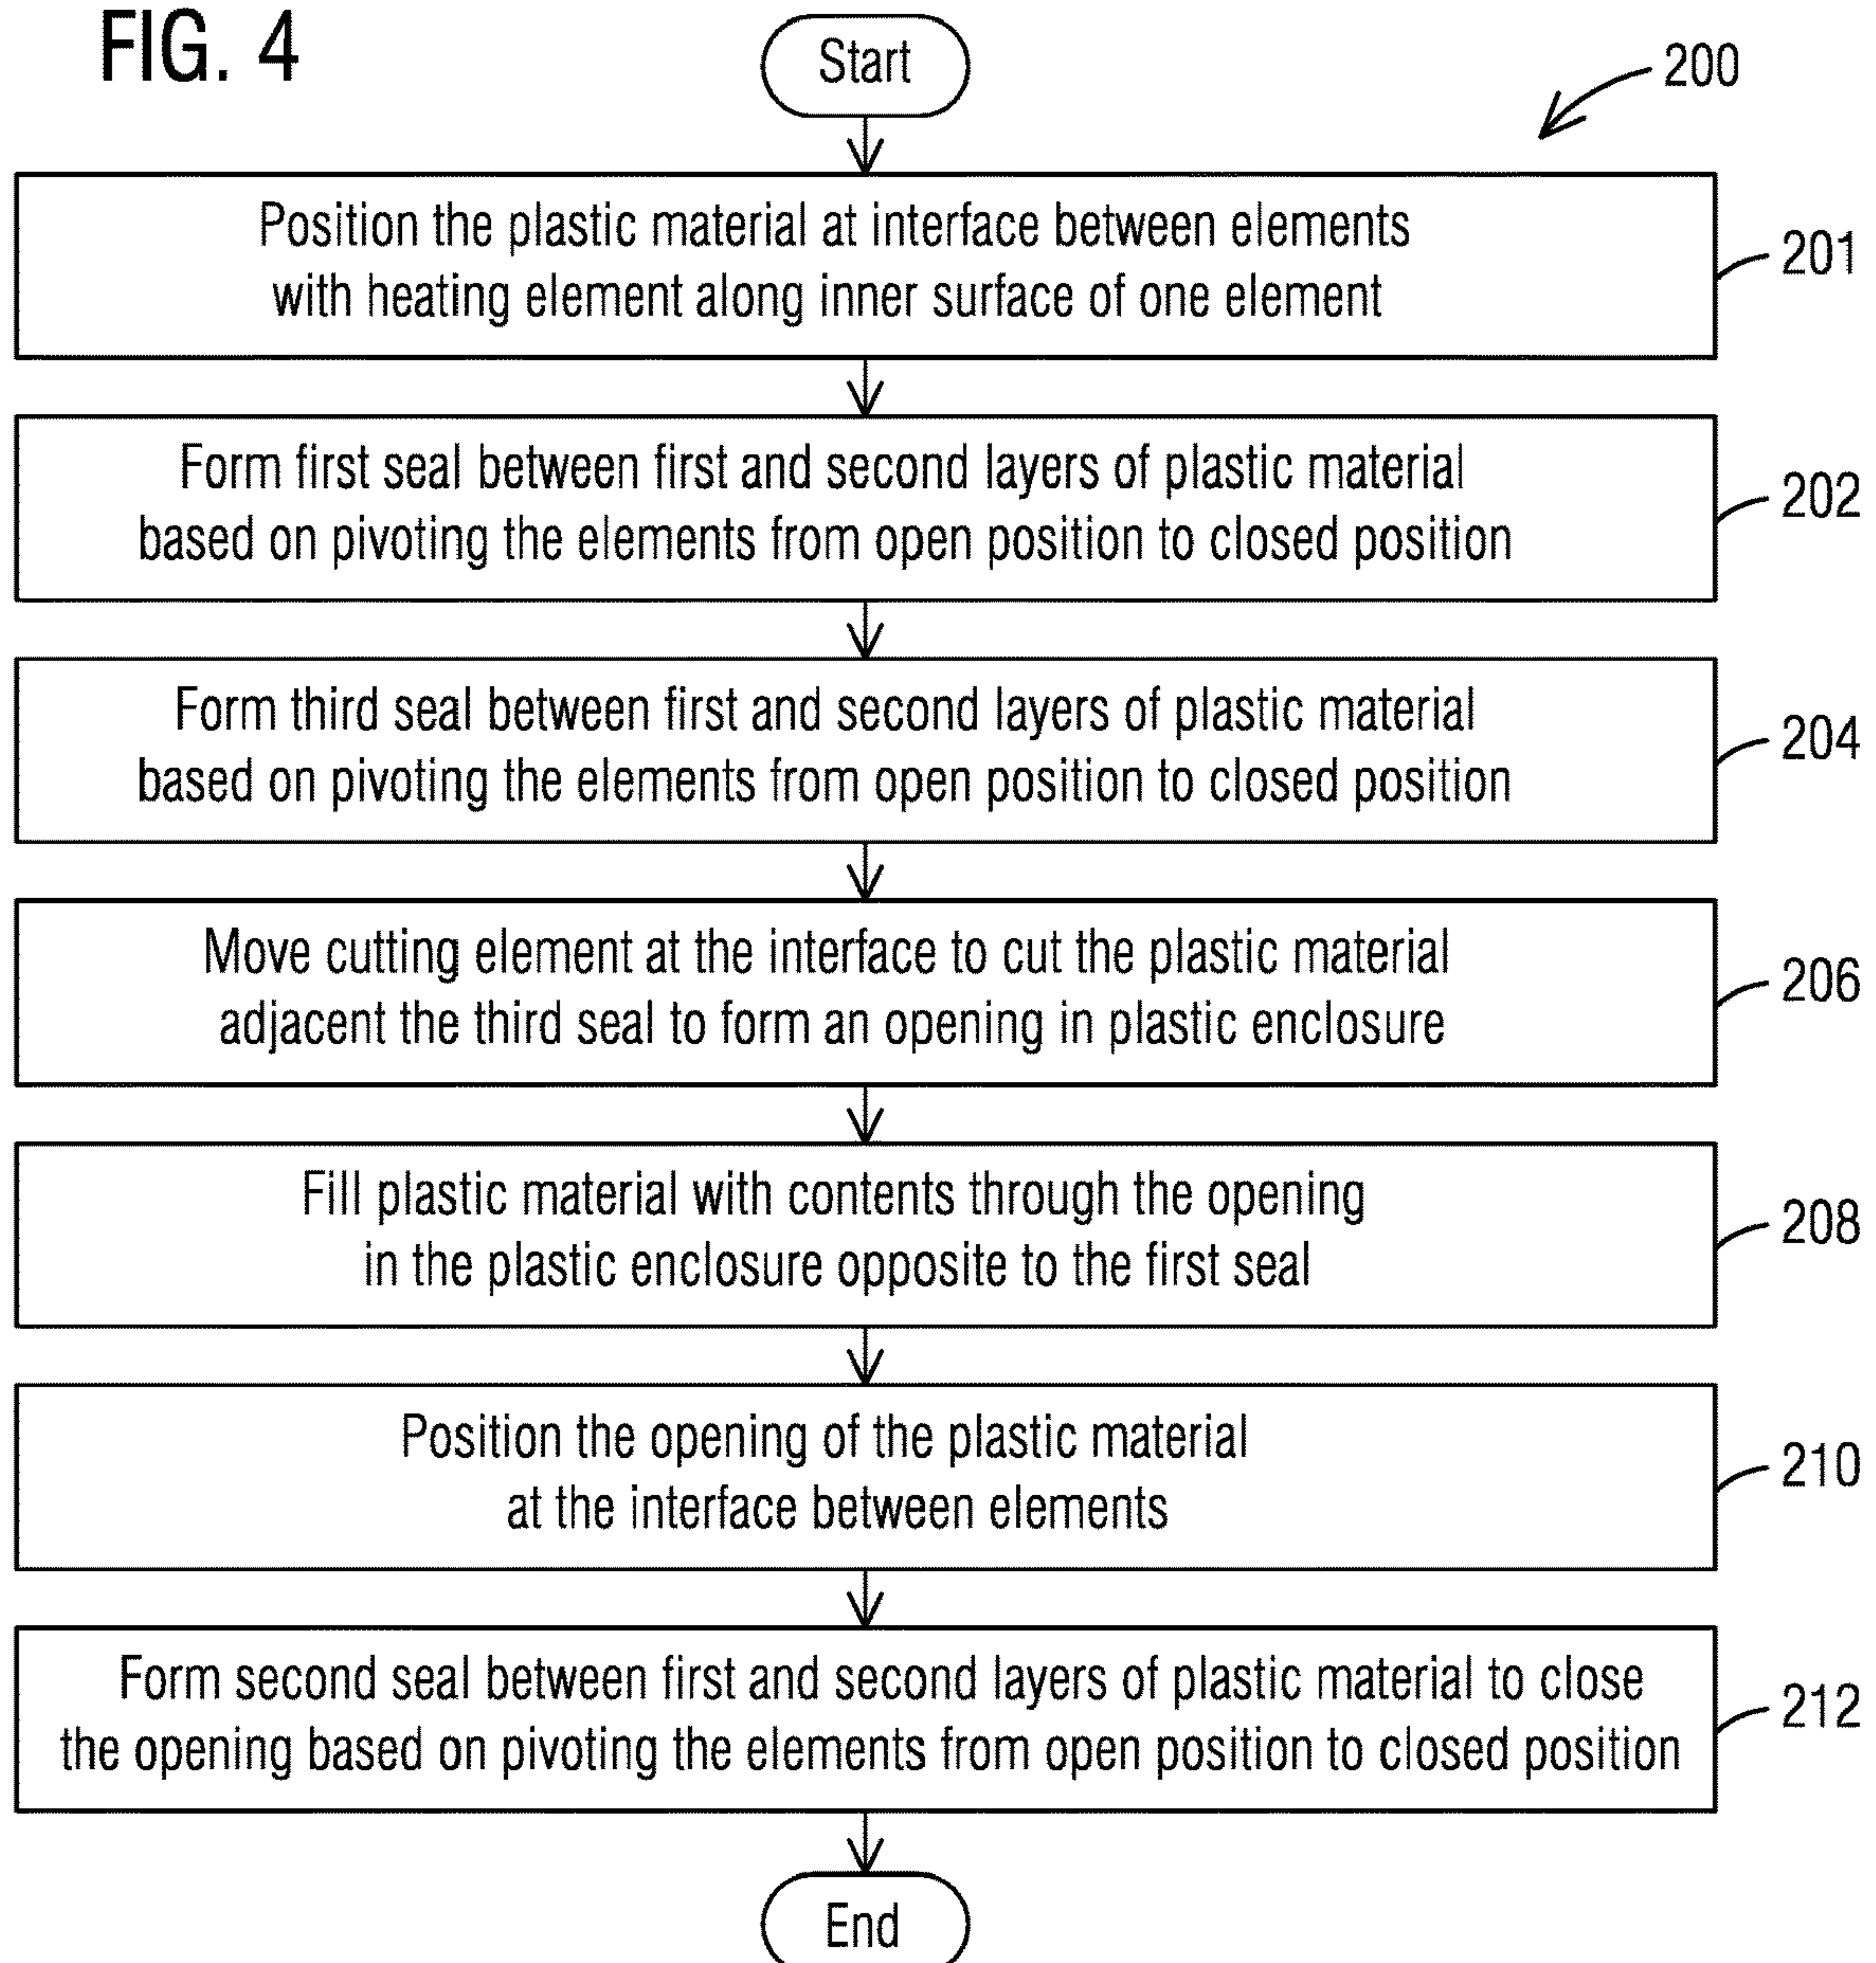 FIG. 4
Start
200
Position the plastic material at interface between elements
with heating element along inner surface of one element
201
Form first seal between first and second layers of plastic material
based on pivoting the elements from open position to closed position
202
Form third seal between first and second layers of plastic material
based on pivoting the elements from open position to closed position
204
Move cutting element at the interface to cut the plastic material
adjacent the third seal to form an opening in plastic enclosure
206
Fill plastic material with contents through the opening
in the plastic enclosure opposite to the first seal
208
Position the opening of the plastic material
at the interface between elements
210
Form second seal between first and second layers of plastic material to close
the opening based on pivoting the elements from open position to closed position
212
End